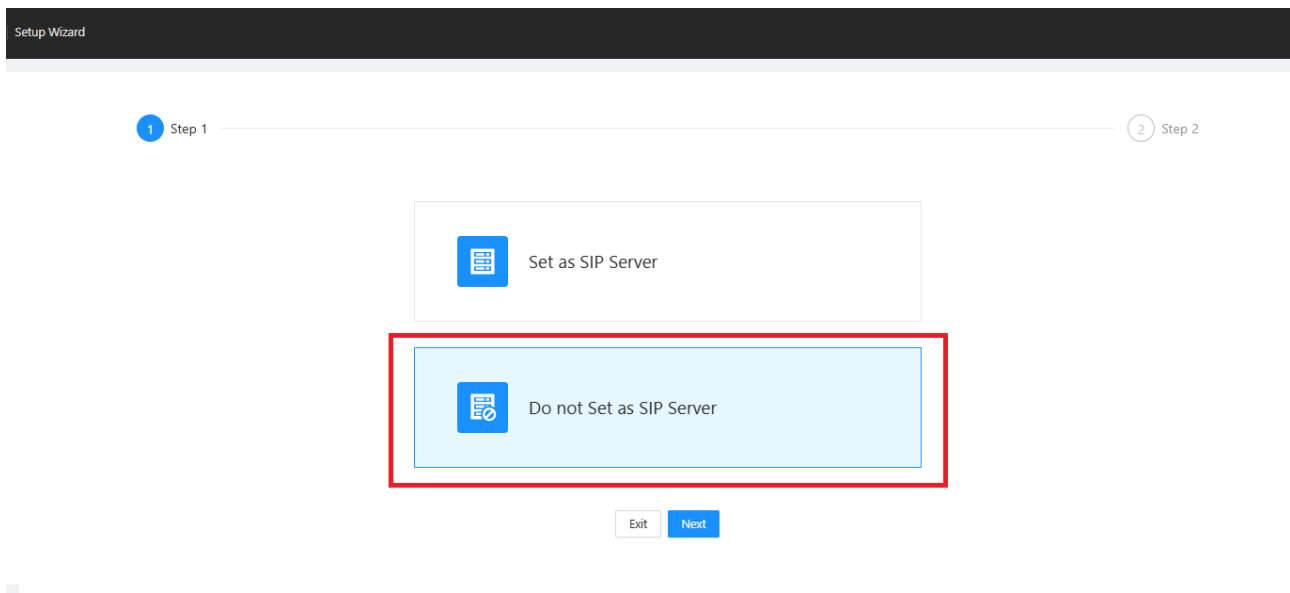 Setup Wizard
1 Step 1
2 Step 2
Set as SIP Server
Do not Set as SIP Server
Exit Next